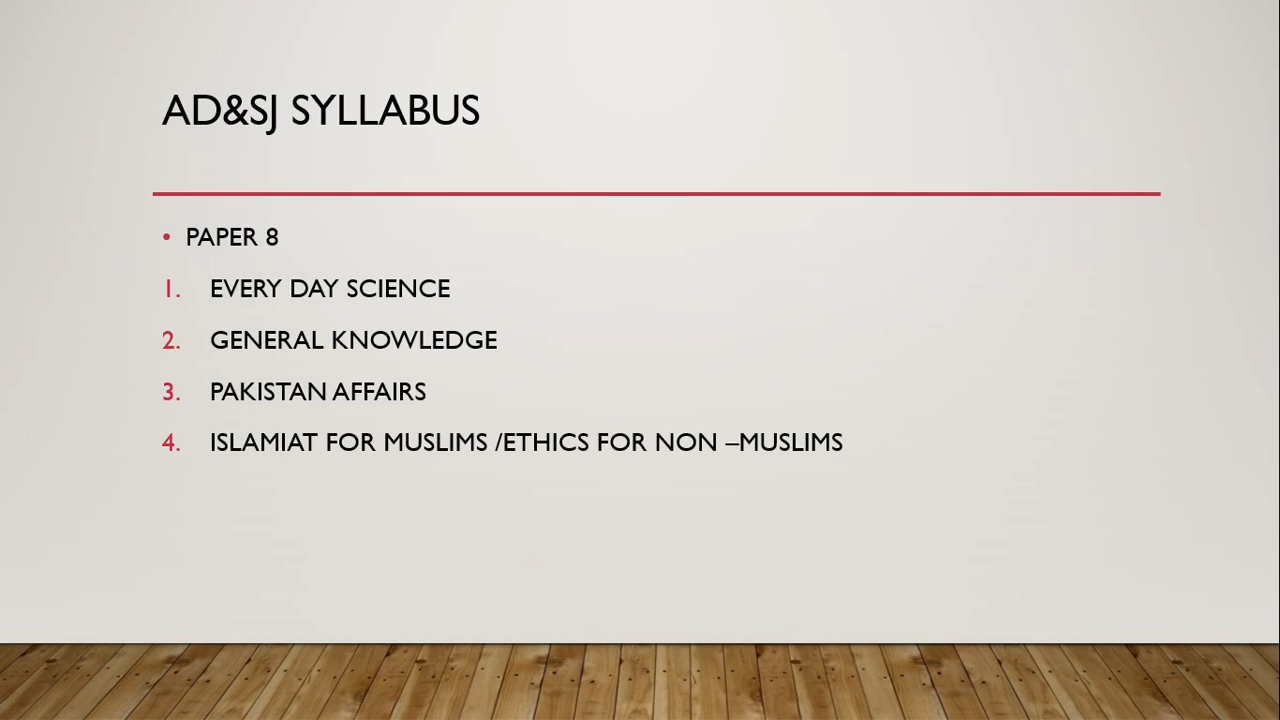 AD&SJ SYLLABUS
• PAPER 8
1. EVERY DAY SCIENCE
2. GENERAL KNOWLEDGE
3. PAKISTAN AFFAIRS
4. ISLAMIAT FOR MUSLIMS /ETHICS FOR NON –MUSLIMS